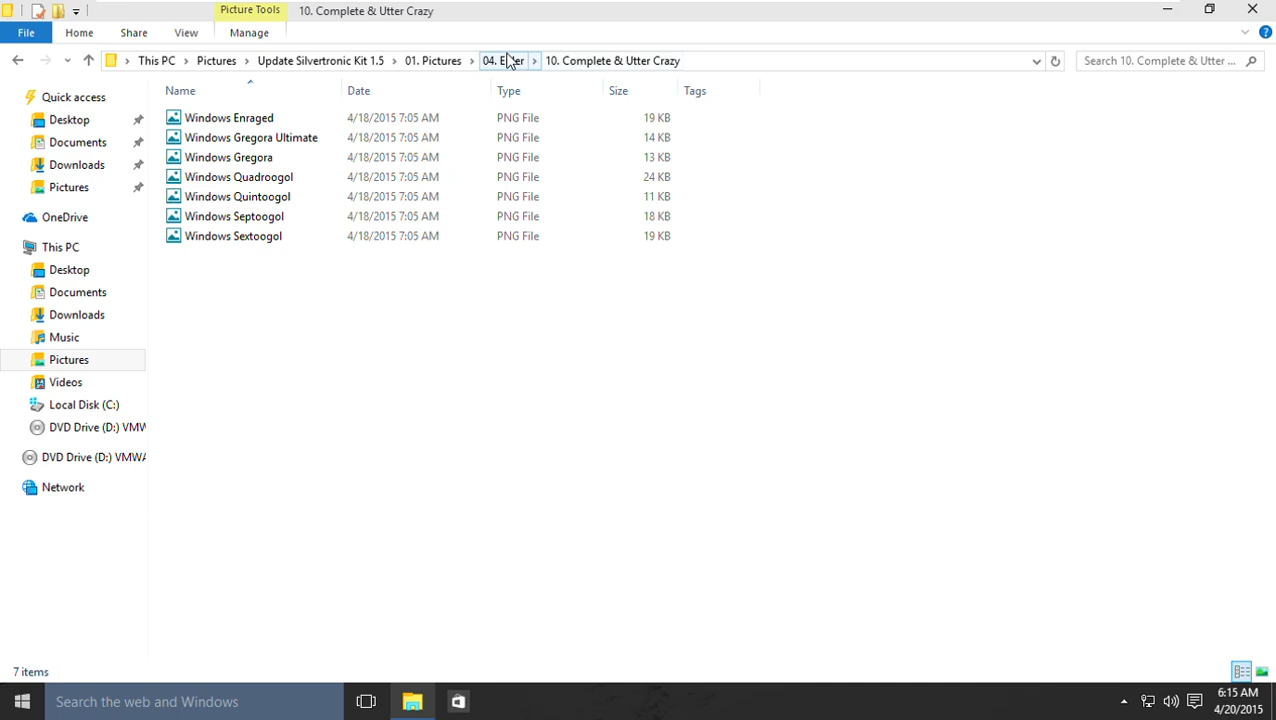 Picture Tools
10. Complete & Utter Crazy
File Home Share View Manage
This PC Pictures Update Silvertronic Kit 1.5 01. Pictures 04. 10. Complete & Utter Crazy
Search 10. Complete & Utter ...
Name Date Type Size Tags
Windows Enraged 4/18/2015 7:05 AM PNG File 19 KB
Windows Gregora Ultimate 4/18/2015 7:05 AM PNG File 14 KB
Windows Gregora 4/18/2015 7:05 AM PNG File 13 KB
Windows Quadroogol 4/18/2015 7:05 AM PNG File 24 KB
Windows Quintoogol 4/18/2015 7:05 AM PNG File 11 KB
Windows Septoogol 4/18/2015 7:05 AM PNG File 18 KB
Windows Sextoogol 4/18/2015 7:05 AM PNG File 19 KB
Quick access
Desktop
Documents
Downloads
Pictures
OneDrive
This PC
Desktop
Documents
Downloads
Music
Pictures
Videos
Local Disk (C:)
DVD Drive (D:) VMW
DVD Drive (D:) VMWA
Network
7 items
Search the web and Windows
6:15 AM
4/20/2015